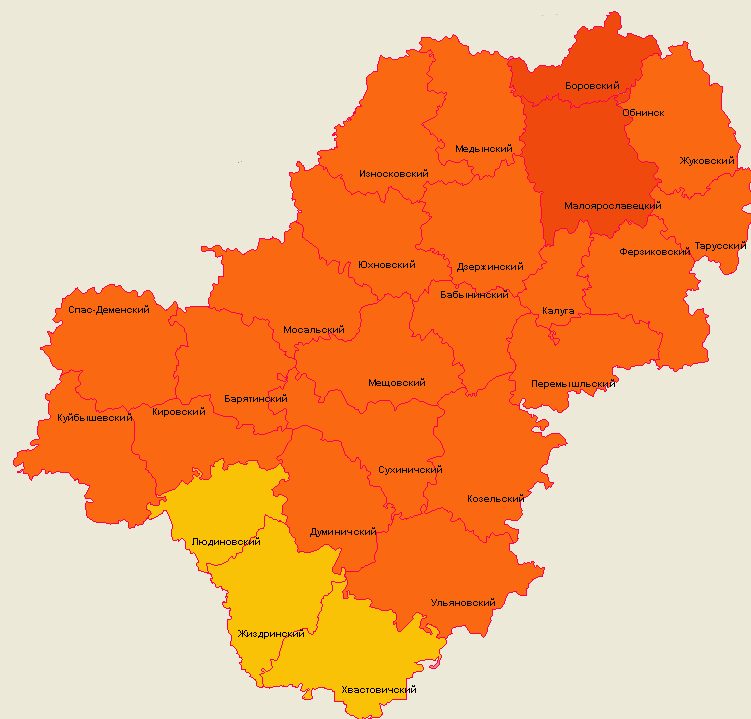 Боровский
Обнинск
Медынский
Жуковский
Износковский
Малоярославецкий
Тарусский
Ферзиковский
Юхновский
Дзержинский
Бабынинский
Спас-Деменский
Калуга
Мосальский
Мещовский
Перемышльский
Барятинский
Кировский
Куйбышевский
Сухиничский
Козельский
Думиничский
Людиновский
Ульяновский
Жиздринский
Хвастовичский